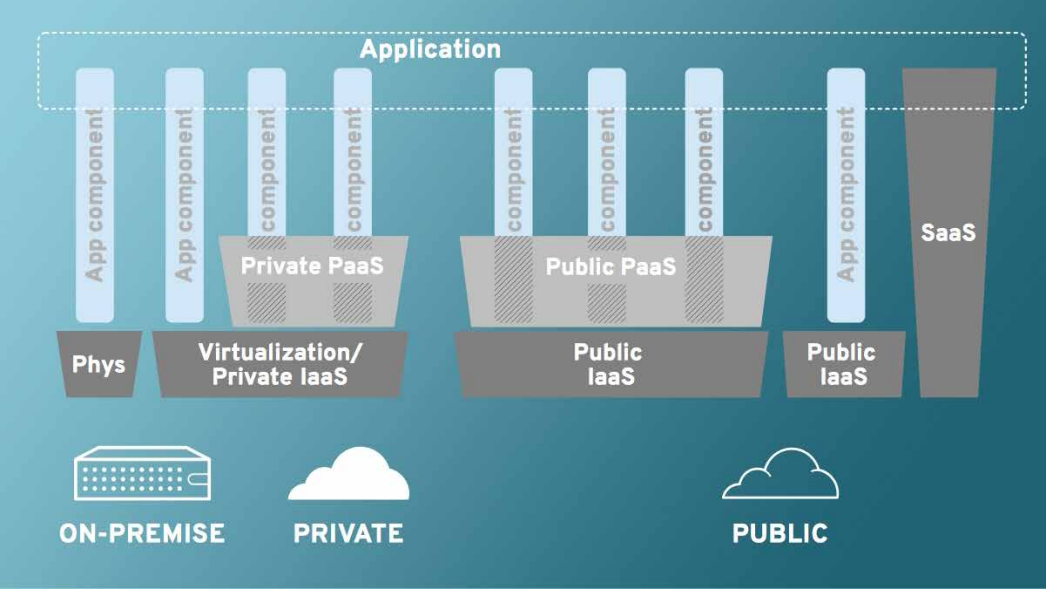 Application
App component
App component
component
component
component
component
component
App component
SaaS
Private PaaS
Public PaaS
Phys
Virtualization/
Private IaaS
Public
IaaS
Public
IaaS
ON-PREMISE
PRIVATE
PUBLIC